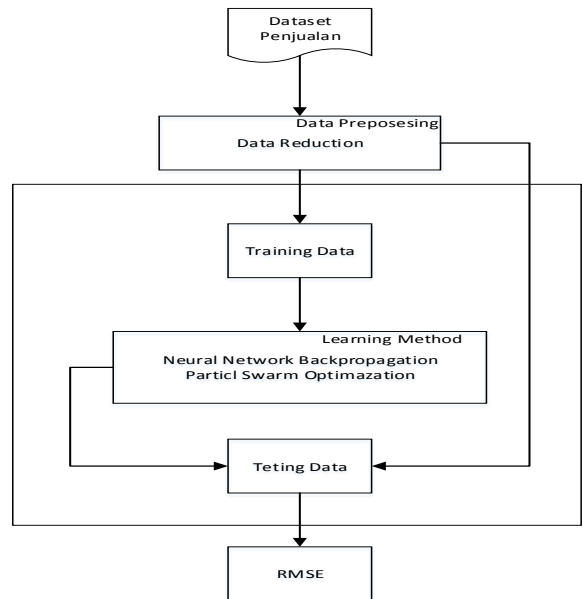 Dataset
Penjualan
Data Preposesing
Data Reduction
Training Data
Learning Method
Neural Network Backpropagation
Particl Swarm Optimazation
Teting Data
RMSE